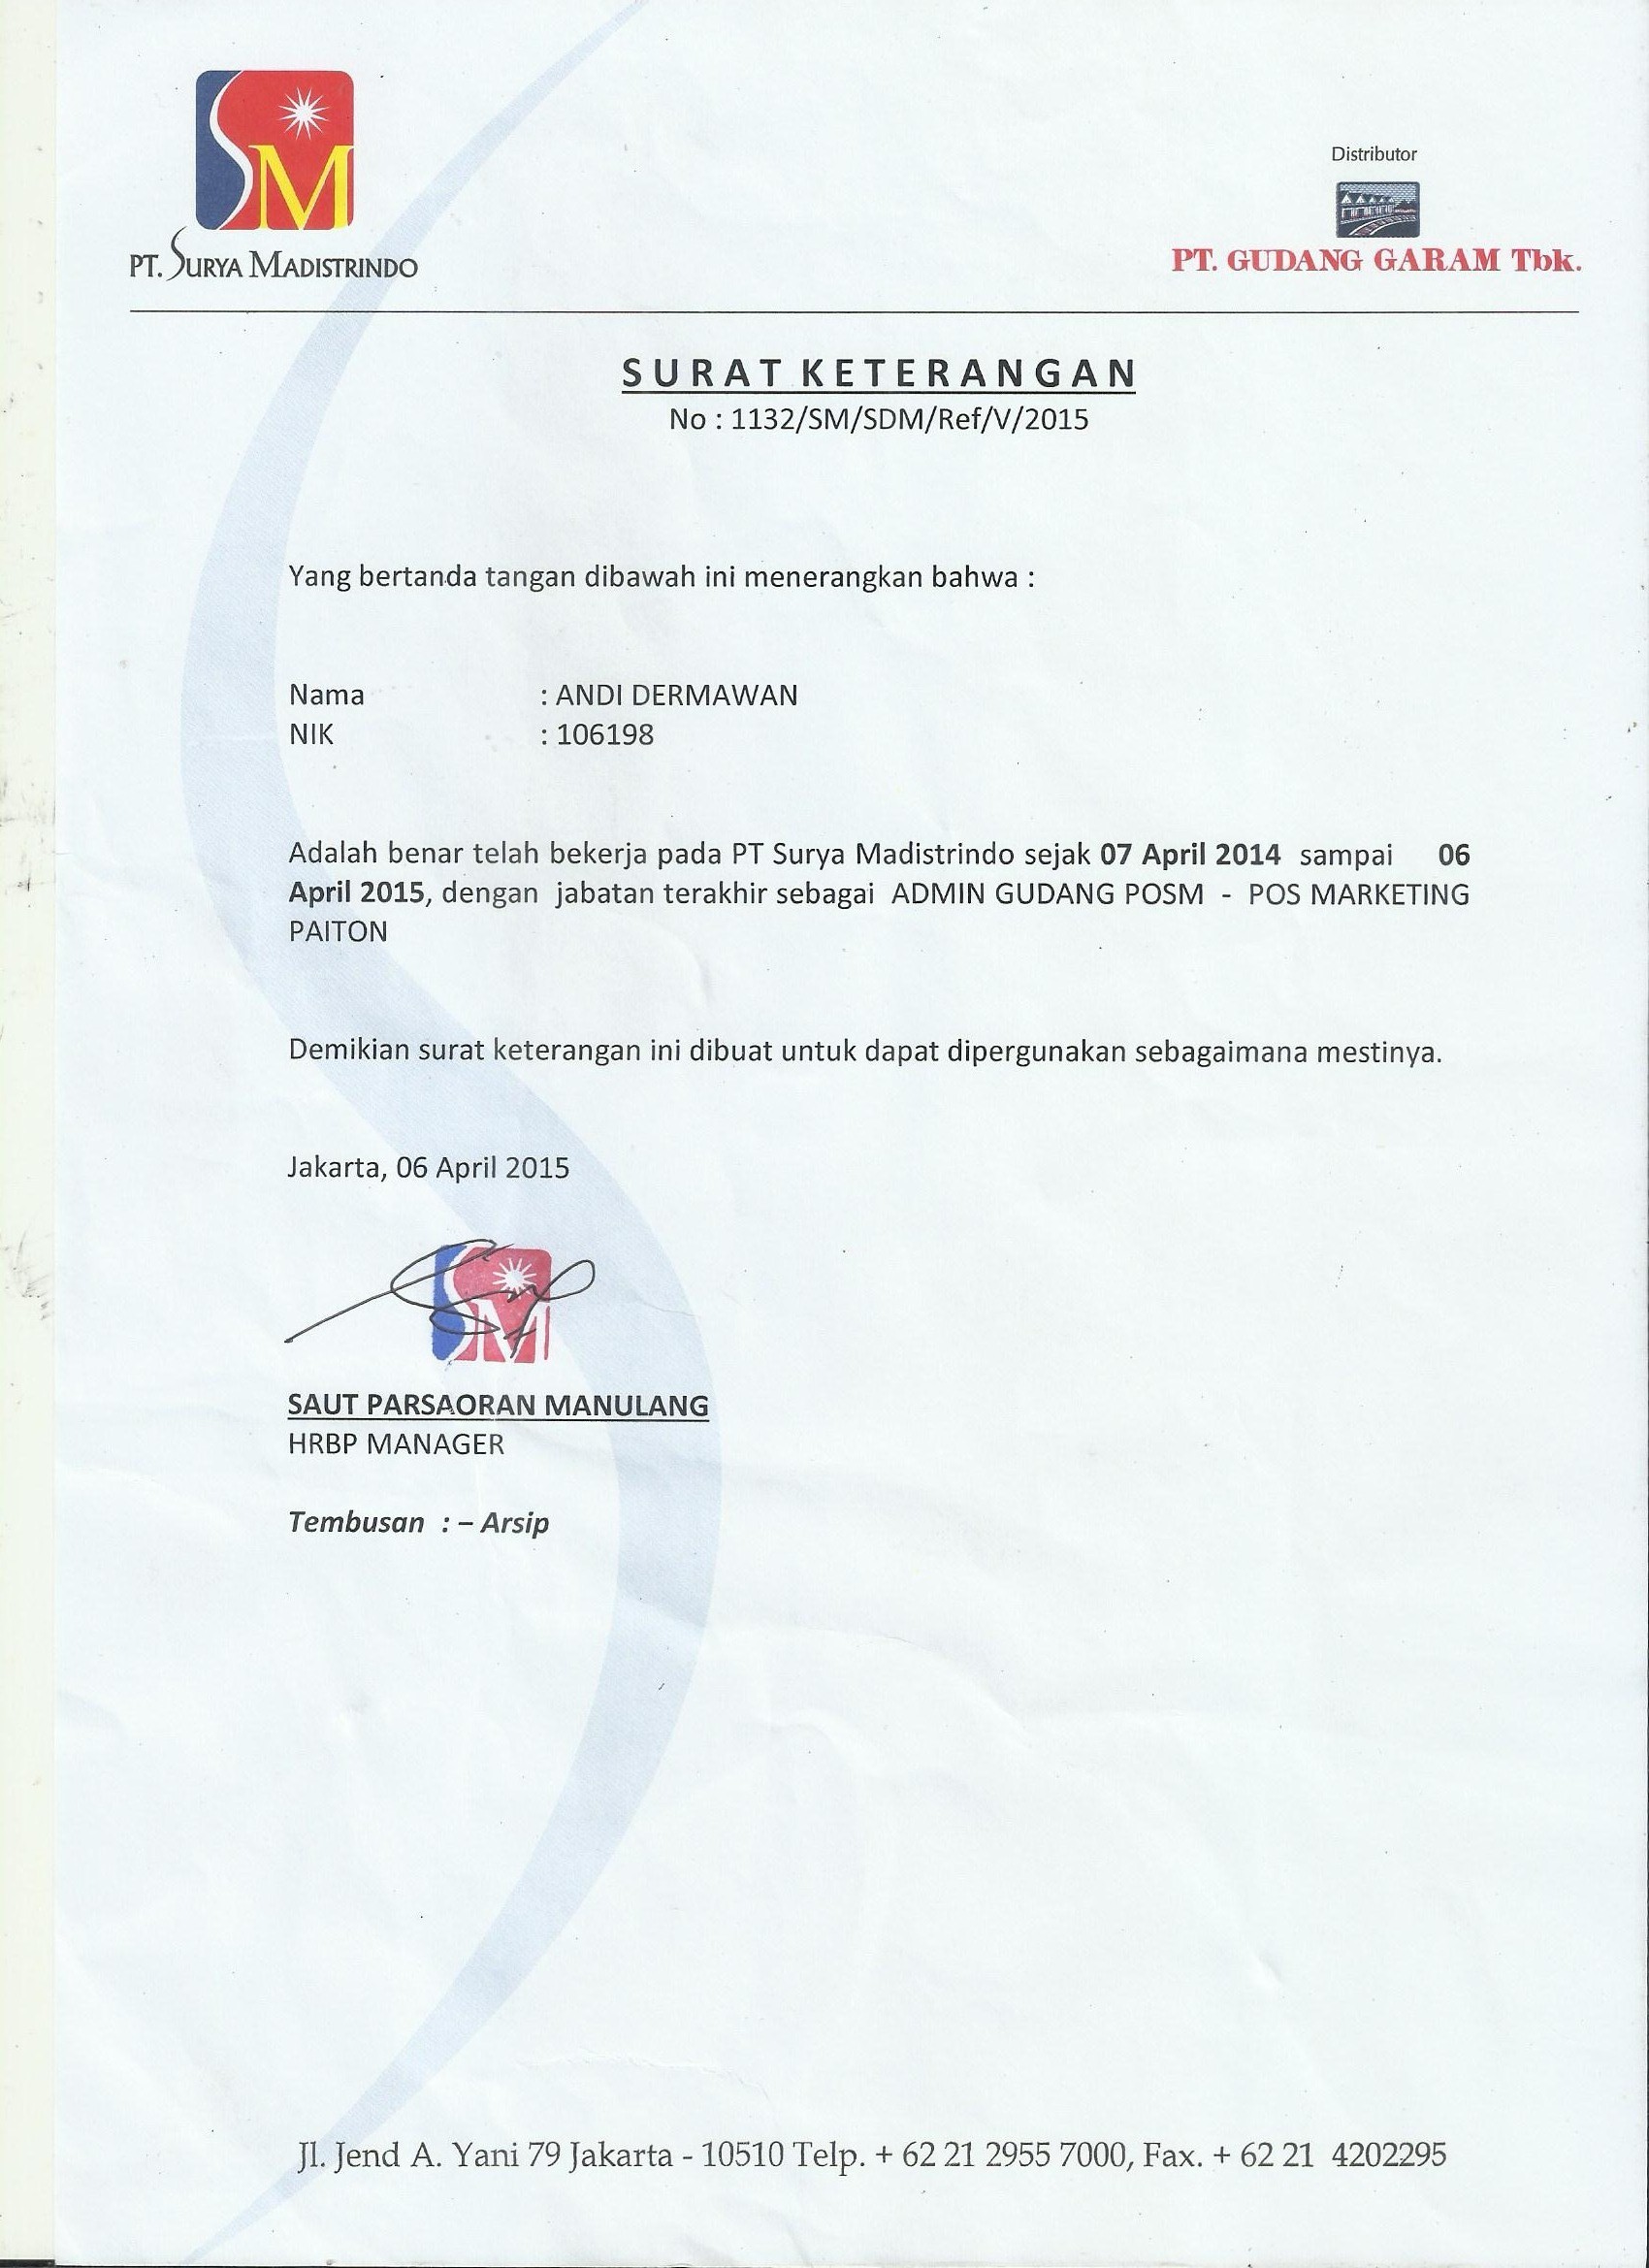 SM
PT. SURYA MADISTRINDO
Distributor
PT. GUDANG GARAM Tbk.
SURAT KETERANGAN
No : 1132/SM/SDM/Ref/V/2015
Yang bertanda tangan dibawah ini menerangkan bahwa :
Nama : ANDI DERMAWAN
NIK : 106198
Adalah benar telah bekerja pada PT Surya Madistrindo sejak 07 April 2014 sampai 06
April 2015, dengan jabatan terakhir sebagai ADMIN GUDANG POSM - POS MARKETING
PAITON
Demikian surat keterangan ini dibuat untuk dapat dipergunakan sebagaimana mestinya.
Jakarta, 06 April 2015
SM
SAUT PARSAORAN MANULANG
HRBP MANAGER
Tembusan : – Arsip
Jl. Jend A. Yani 79 Jakarta - 10510 Telp. + 62 21 2955 7000, Fax. + 62 21 4202295